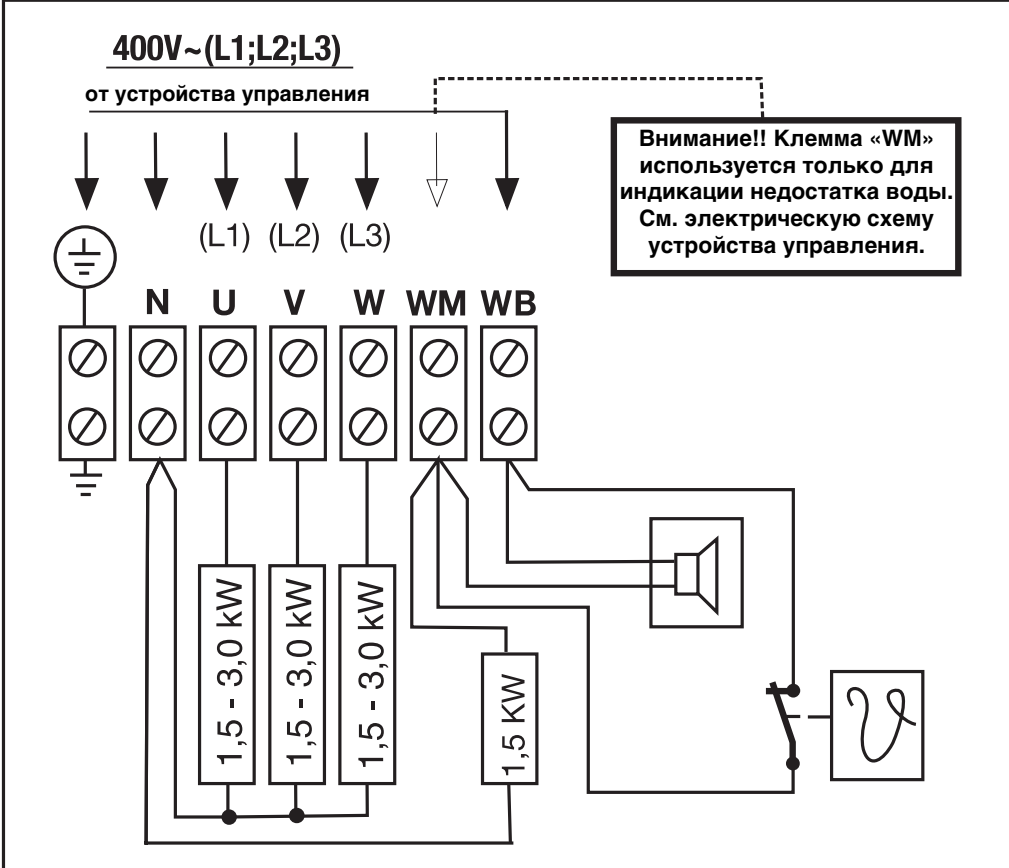 400V~(L1;L2;L3)
от устройства управления
Внимание!! Клемма «WM»
используется только для
индикации недостатка воды.
См. электрическую схему
устройства управления.
(L1) (L2) (L3)
N U V W WM WB
1,5 - 3,0 kW
1,5 - 3,0 kW
1,5 - 3,0 kW
1,5 KW
ϑ